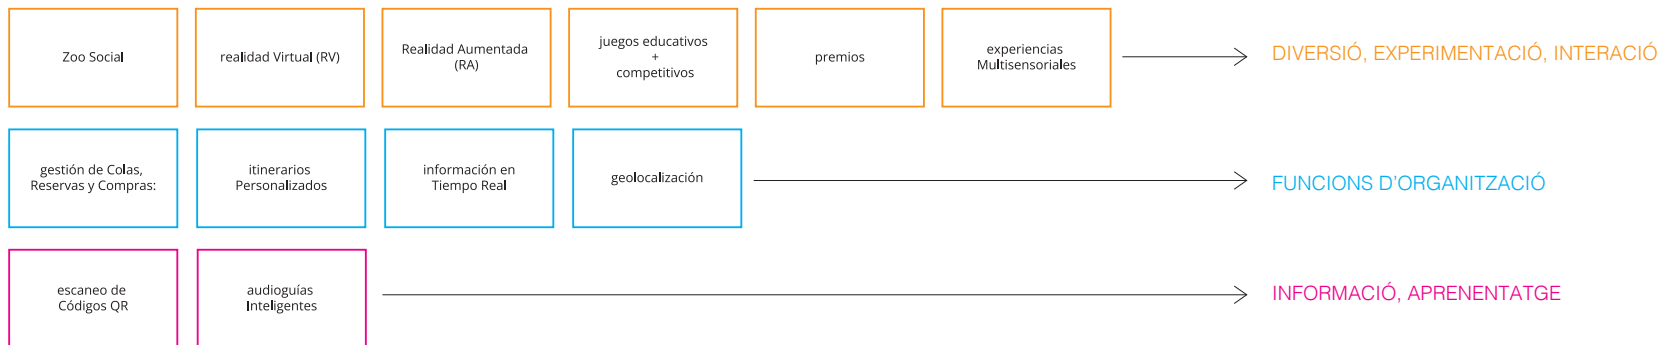 Zoo Social
realidad Virtual (RV)
Realidad Aumentada
(RA)
juegos educativos
+
competitivos
premios
experiencias
Multisensoriales
DIVERSIÓ, EXPERIMENTACIÓ, INTERACIÓ
gestión de Colas,
Reservas y Compras:
itinerarios
Personalizados
información en
Tiempo Real
geolocalización
FUNCIONS D'ORGANITZACIÓ
escaneo de
Códigos QR
audioguías
Inteligentes
INFORMACIÓ, APRENENTATGE